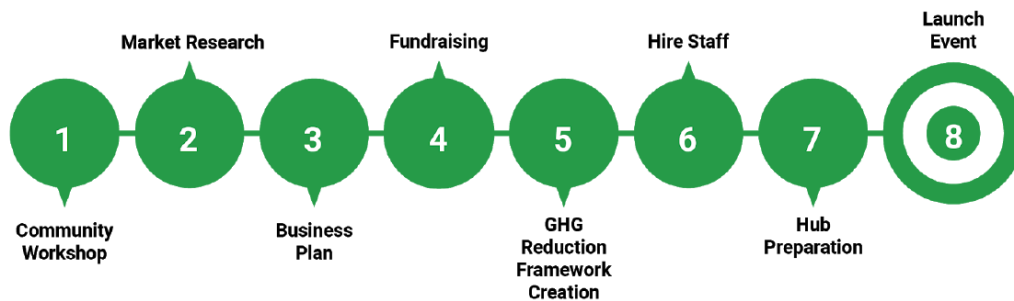 Market Research
Fundraising
Hire Staff
Launch
Event
1
2
3
4
5
6
7
8
Community
Workshop
Business
Plan
GHG
Reduction
Framework
Creation
Hub
Preparation